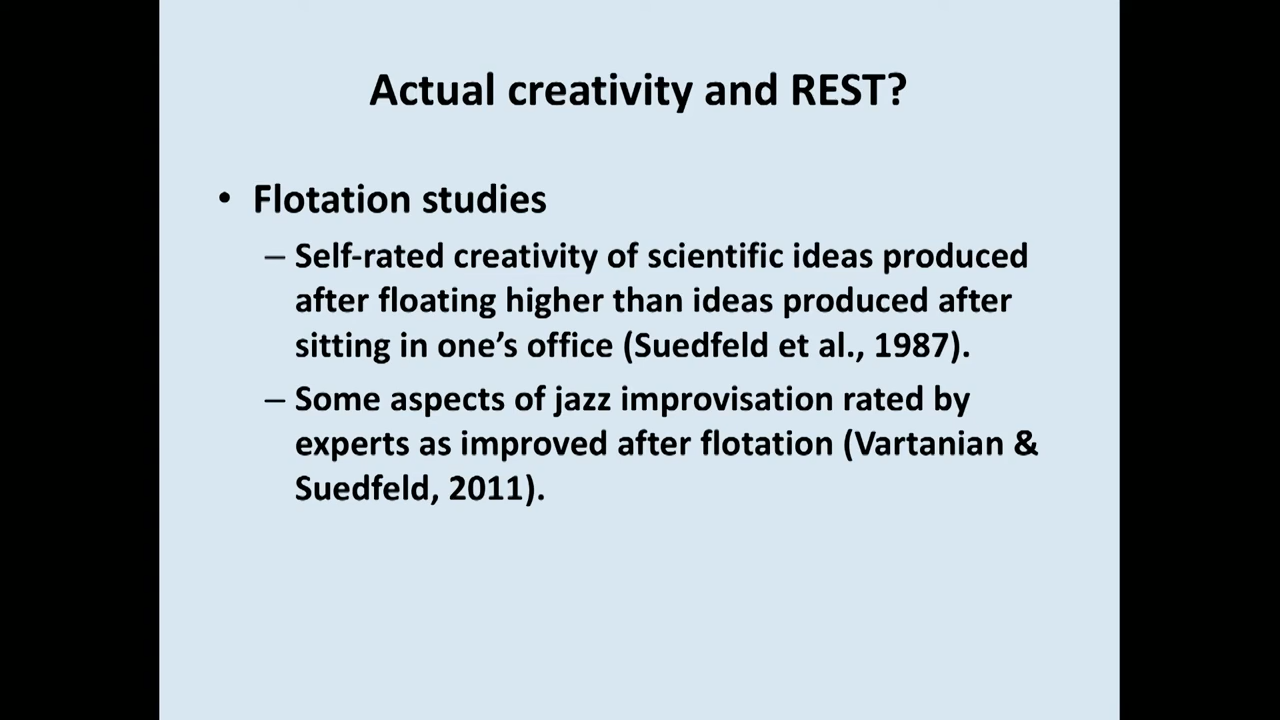 Actual creativity and REST?
• Flotation studies
– Self-rated creativity of scientific ideas produced
after floating higher than ideas produced after
sitting in one’s office (Suedfeld et al., 1987).
– Some aspects of jazz improvisation rated by
experts as improved after flotation (Vartanian &
Suedfeld, 2011).